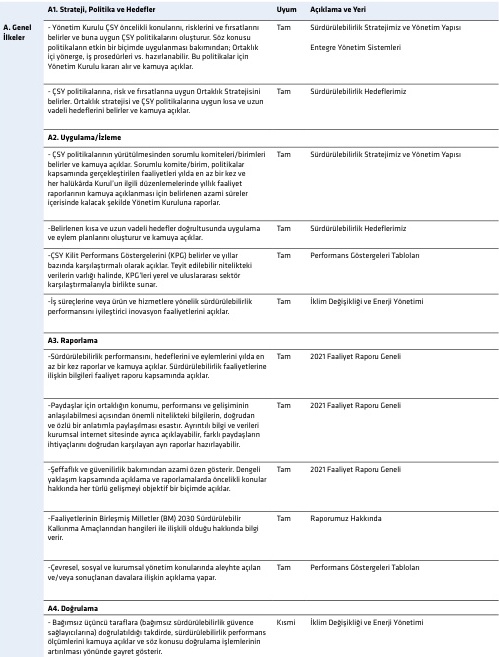 A1. Strateji, Politika ve Hedefler Uyum Açıklama ve Yeri
A. Genel İlkeler
- Yönetim Kurulu ÇSY öncelikli konularını, risklerini ve fırsatlarını Tam Sürdürülebilirlik Stratejimiz ve Yönetim Yapısı
belirler ve buna uygun ÇSY politikalarını oluşturur. Söz konusu
politikaların etkin bir biçimde uygulanması bakımından; Ortaklık Entegre Yönetim Sistemleri
içi yönerge, iş prosedürleri vs. hazırlanabilir. Bu politikalar için
Yönetim Kurulu kararı alır ve kamuya açıklar.
- ÇSY politikalarına, risk ve fırsatlarına uygun Ortaklık Stratejisini Tam Sürdürülebilirlik Hedeflerimiz
belirler. Ortaklık stratejisi ve ÇSY politikalarına uygun kısa ve uzun
vadeli hedeflerini belirler ve kamuya açıklar.
A2. Uygulama/İzleme
- ÇSY politikalarının yürütülmesinden sorumlu komiteleri/birimleri Tam Sürdürülebilirlik Stratejimiz ve Yönetim Yapısı
belirler ve kamuya açıklar. Sorumlu komite/birim, politikalar
kapsamında gerçekleştirilen faaliyetleri yılda en az bir kez ve
her halükârda Kurul'un ilgili düzenlemelerinde yıllık faaliyet
raporlarının kamuya açıklanması için belirlenen azami süreler
içerisinde kalacak şekilde Yönetim Kuruluna raporlar.
-Belirlenen kısa ve uzun vadeli hedefler doğrultusunda uygulama Tam Sürdürülebilirlik Hedeflerimiz
ve eylem planlarını oluşturur ve kamuya açıklar.
-ÇSY Kilit Performans Göstergelerini (KPG) belirler ve yıllar Tam Performans Göstergeleri Tabloları
bazında karşılaştırmalı olarak açıklar. Teyit edilebilir nitelikteki
verilerin varlığı halinde, KPG'leri yerel ve uluslararası sektör
karşılaştırmalarıyla birlikte sunar.
-İş süreçlerine veya ürün ve hizmetlere yönelik sürdürülebilirlik Tam İklim Değişikliği ve Enerji Yönetimi
performansını iyileştirici inovasyon faaliyetlerini açıklar.
A3. Raporlama
-Sürdürülebilirlik performansını, hedeflerini ve eylemlerini yılda en Tam 2021 Faaliyet Raporu Geneli
az bir kez raporlar ve kamuya açıklar. Sürdürülebilirlik faaliyetlerine
ilişkin bilgileri faaliyet raporu kapsamında açıklar.
-Paydaşlar için ortaklığın konumu, performansı ve gelişiminin Tam 2021 Faaliyet Raporu Geneli
anlaşılabilmesi açısından önemli nitelikteki bilgilerin, doğrudan
ve özlü bir anlatımla paylaşılması esastır. Ayrıntılı bilgi ve verileri
kurumsal internet sitesinde ayrıca açıklayabilir, farklı paydaşların
ihtiyaçlarını doğrudan karşılayan ayrı raporlar hazırlayabilir.
-Şeffaflık ve güvenilirlik bakımından azami özen gösterir. Dengeli Tam 2021 Faaliyet Raporu Geneli
yaklaşım kapsamında açıklama ve raporlamalarda öncelikli konular
hakkında her türlü gelişmeyi objektif bir biçimde açıklar.
-Faaliyetlerinin Birleşmiş Milletler (BM) 2030 Sürdürülebilir Tam Raporumuz Hakkında
Kalkınma Amaçlarından hangileri ile ilişkili olduğu hakkında bilgi
verir.
-Çevresel, sosyal ve kurumsal yönetim konularında aleyhte açılan Tam Performans Göstergeleri Tabloları
ve/veya sonuçlanan davalara ilişkin açıklama yapar.
A4. Doğrulama
- Bağımsız üçüncü taraflara (bağımsız sürdürülebilirlik güvence Kısmi İklim Değişikliği ve Enerji Yönetimi
sağlayıcılarına) doğrulatıldığı takdirde, sürdürülebilirlik performans
ölçümlerini kamuya açıklar ve söz konusu doğrulama işlemlerinin
artırılması yönünde gayret gösterir.